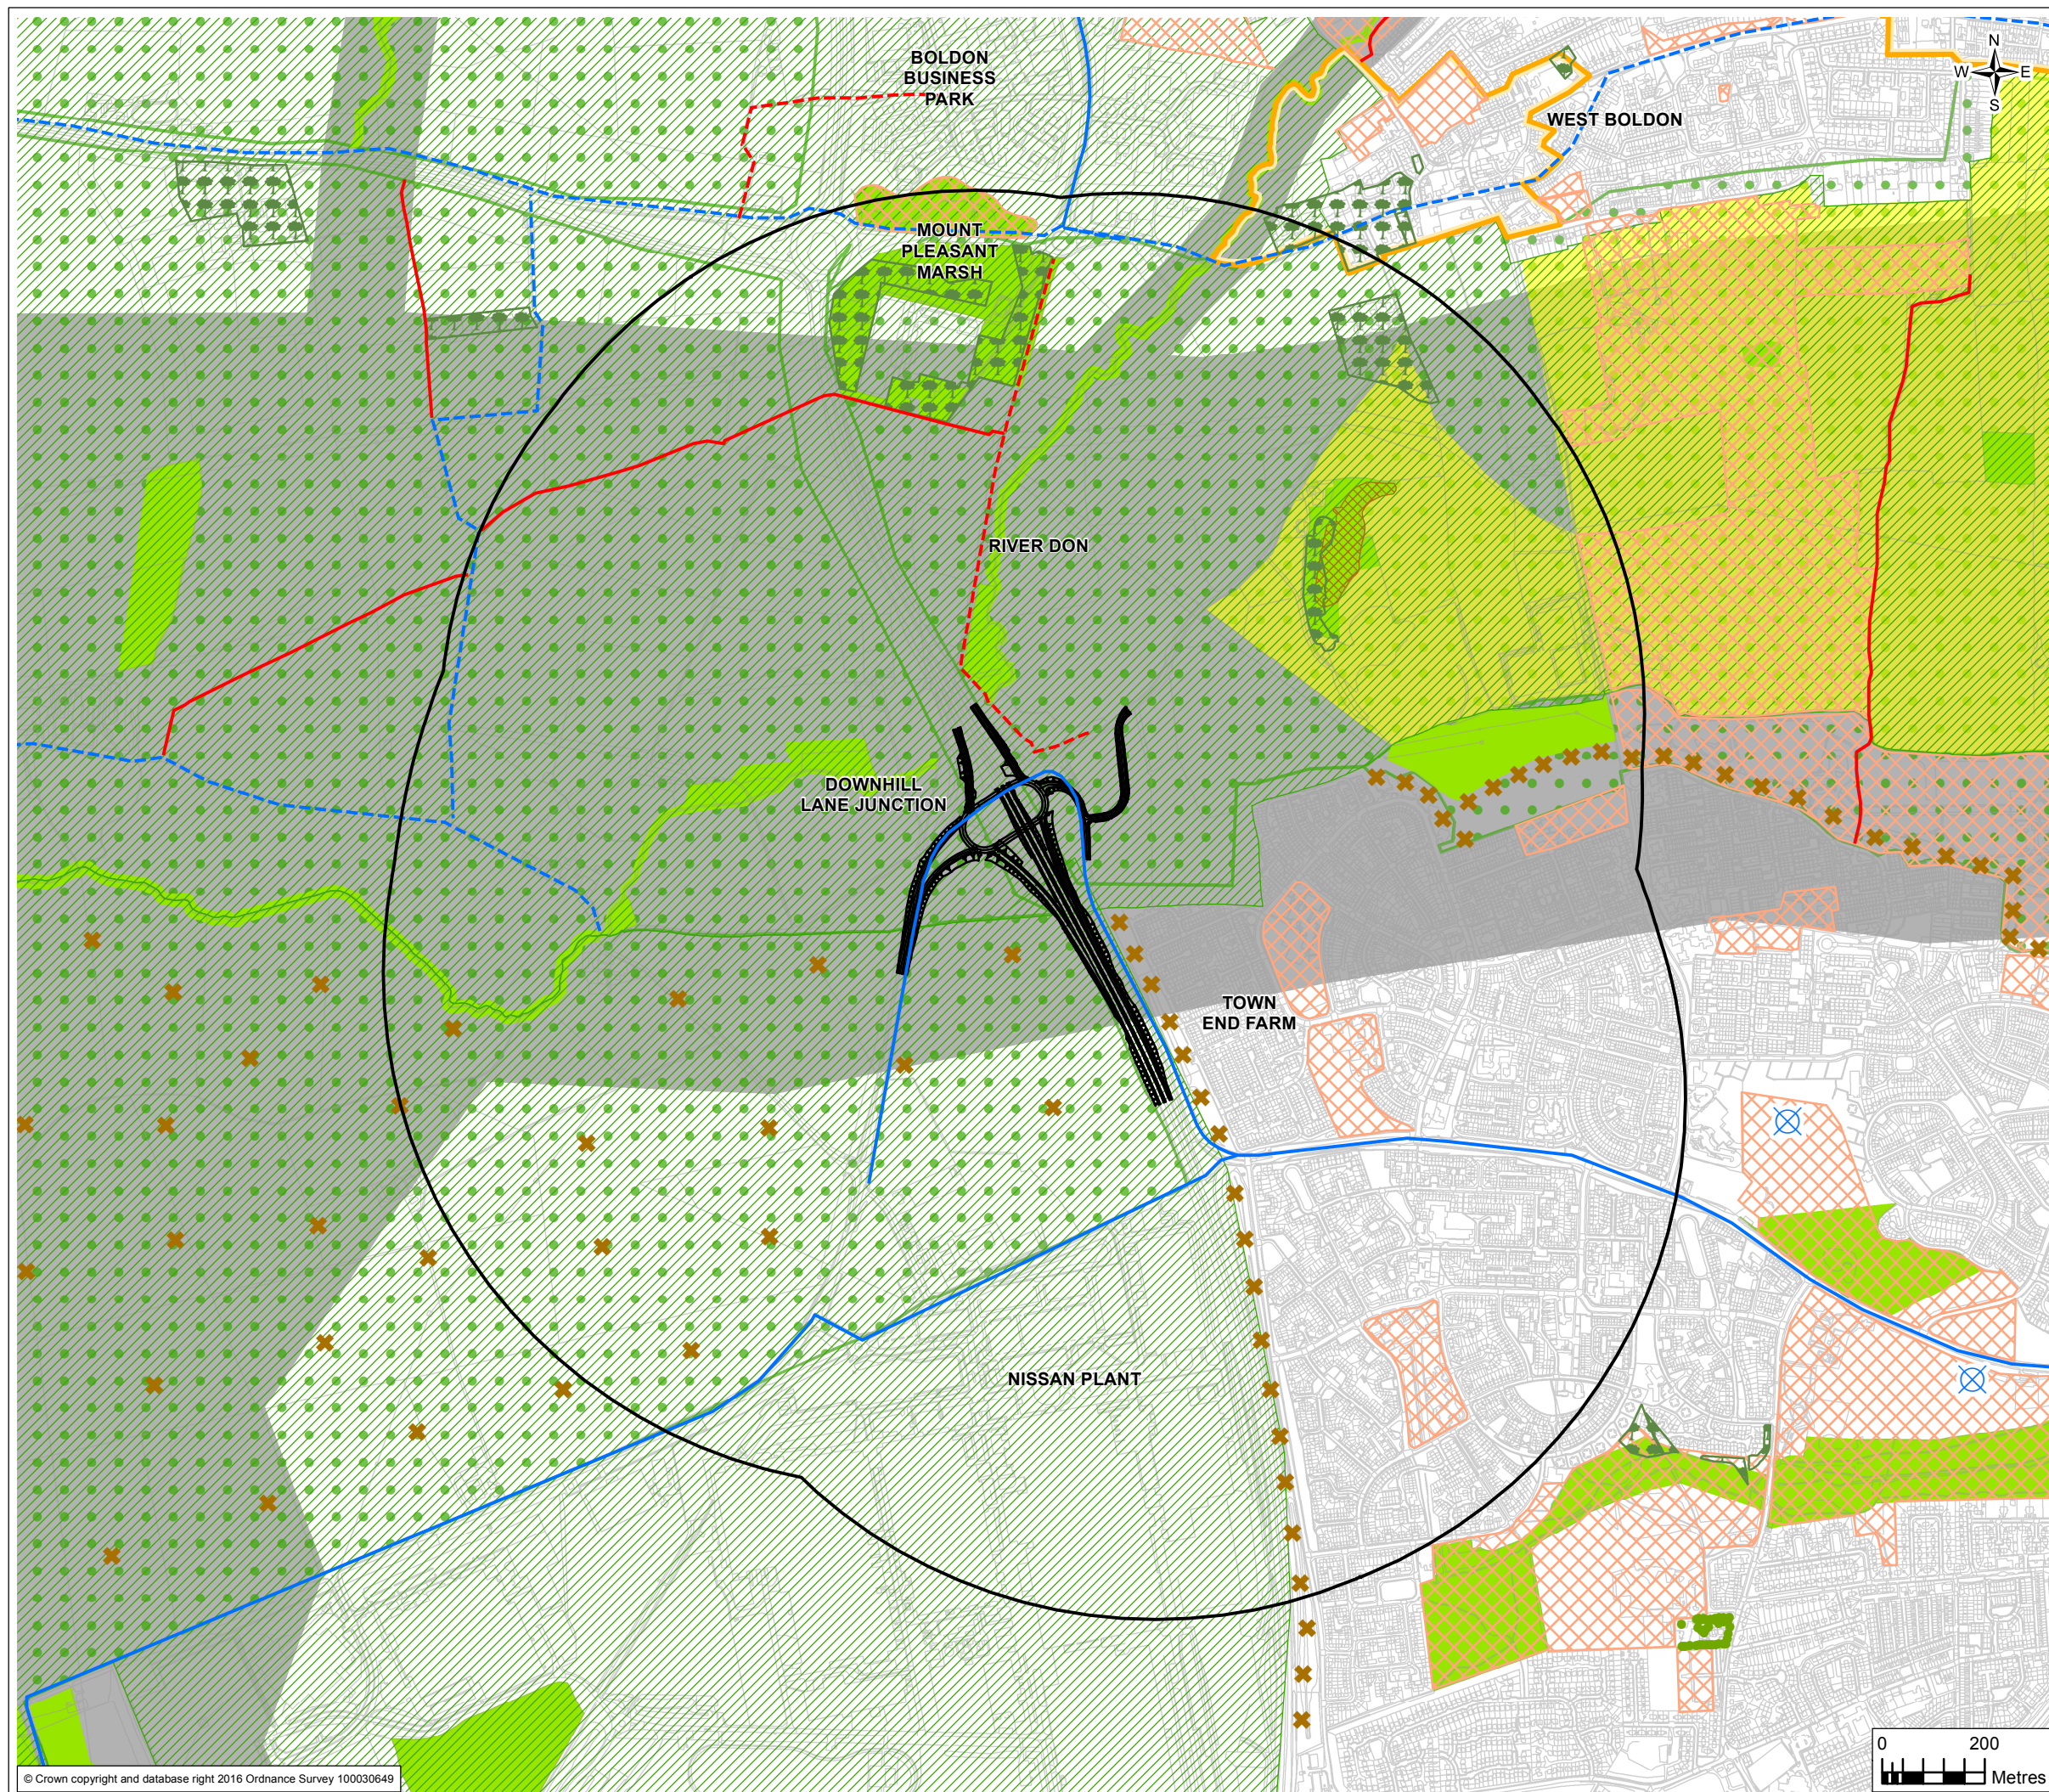 BOLDON
BUSINESS
PARK
N
W E
S
WEST BOLDON
MOUNT
PLEASANT
MARSH
RIVER DON
DOWNHILL
LANE JUNCTION
TOWN
END FARM
NISSAN PLANT
0 200
Metres
© Crown copyright and database right 2016 Ordnance Survey 100030649